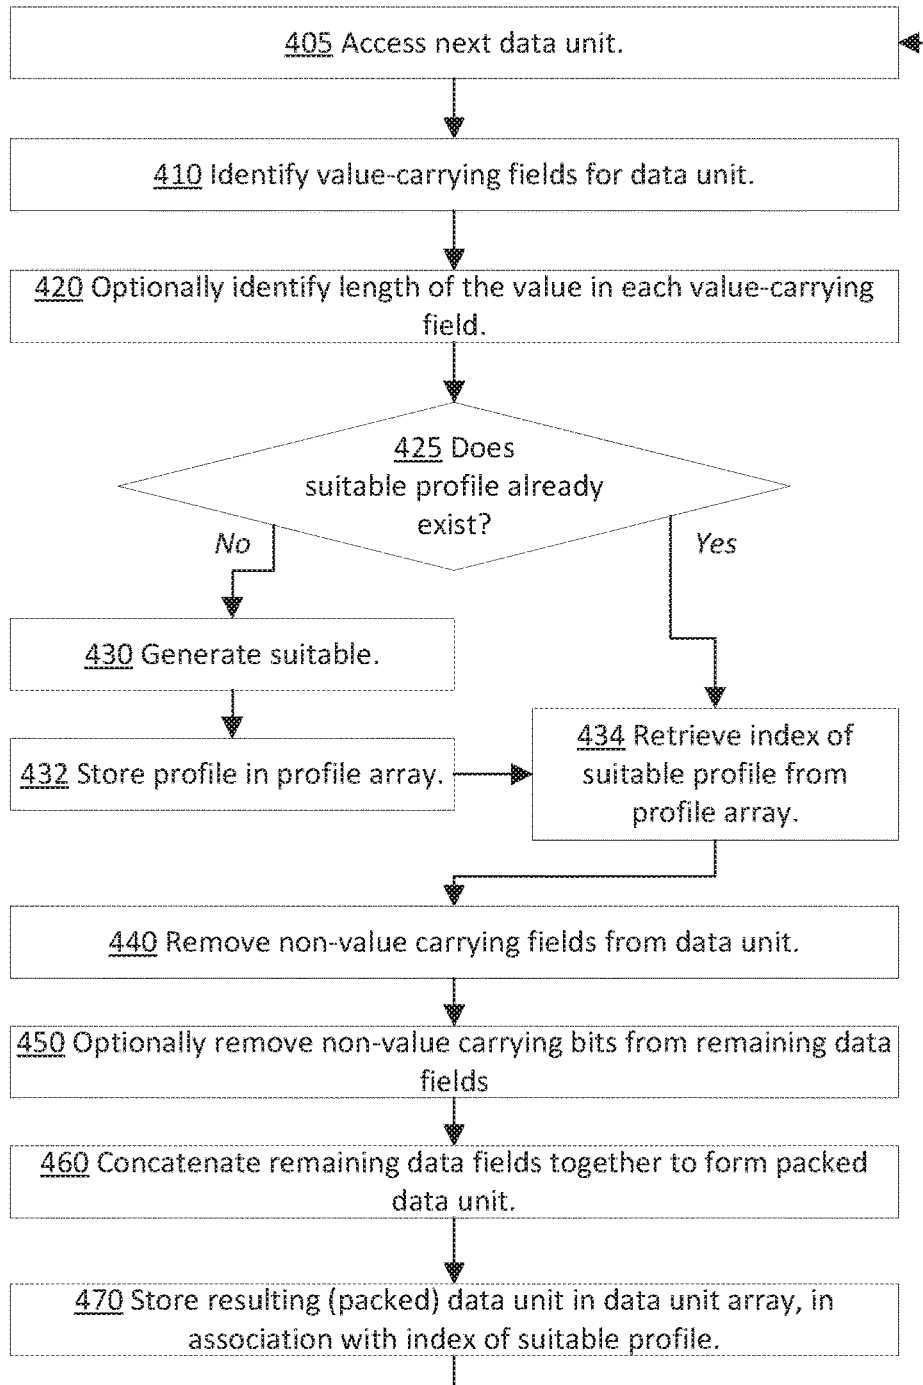 405 Access next data unit.
410 Identify value-carrying fields for data unit.
420 Optionally identify length of the value in each value-carrying
field.
425 Does
suitable profile already
exist?
No
Yes
430 Generate suitable.
432 Store profile in profile array.
434 Retrieve index of
suitable profile from
profile array.
440 Remove non-value carrying fields from data unit.
450 Optionally remove non-value carrying bits from remaining data
fields
460 Concatenate remaining data fields together to form packed
data unit.
470 Store resulting (packed) data unit in data unit array, in
association with index of suitable profile.